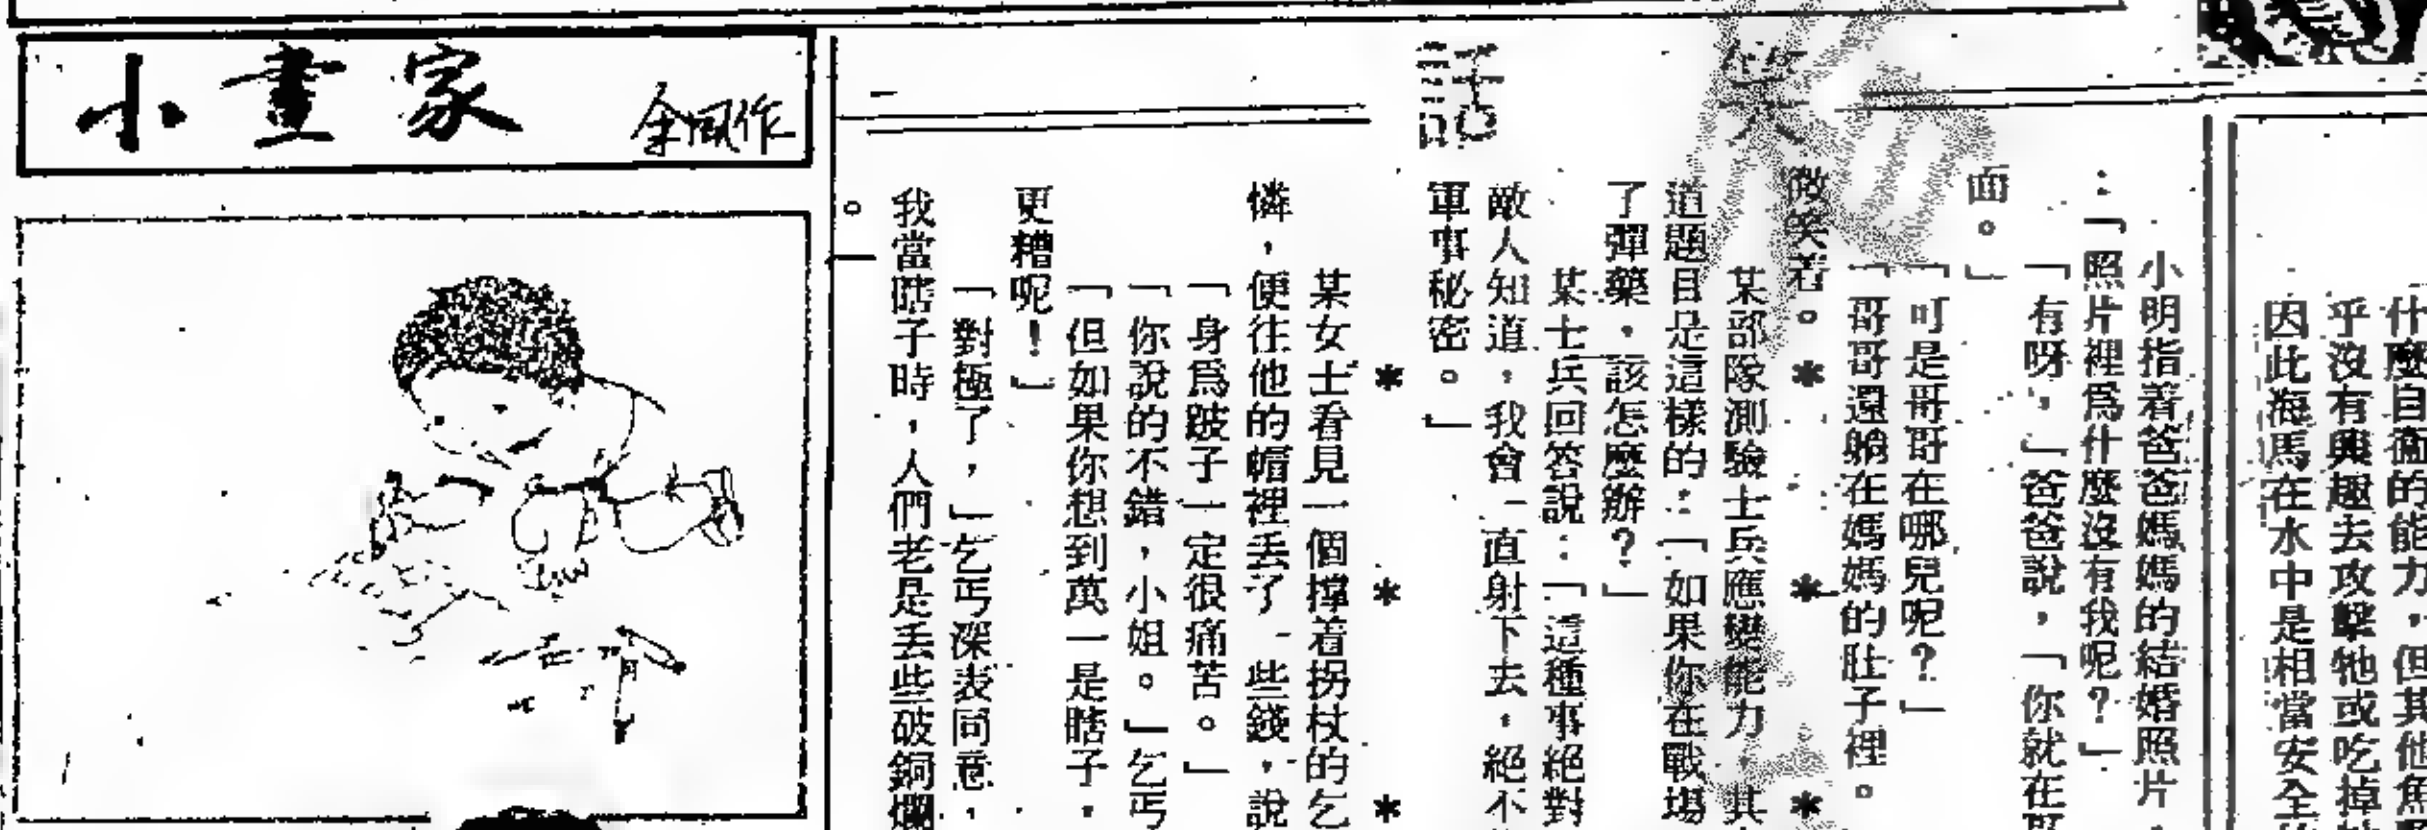 什麼自衛的能力，但其他魚
乎沒有興趣去攻擊牠或吃掉
因此海馬在水中是相當安全
笑話
小明指着爸爸媽媽的結婚照片，
：「照片裡爲什麼沒有我呢？」
「有呀，」爸爸說，「你就在哥
面。」
「可是哥哥在哪兒呢？」
「哥哥還躺在媽媽的肚子裡。
微笑着。
＊　＊　＊
某部隊測驗士兵應變能力，其
道題目是這樣的：「如果你在戰場
了彈藥，該怎麼辦？」
某士兵回答說：「這種事絕對
敵人知道，我會一直射下去，絕不
軍事秘密。」
＊　＊　＊
某女士看見一個撑着拐杖的乞
憐，便往他的帽裡丢了一些錢，說
「身爲跛子一定很痛苦。」
「你說的不錯，小姐。」乞丐
「但如果你想到萬一是瞎子，
更糟呢！」
「對極了，」乞丐深表同意，
我當瞎子時，人們老是丢些破銅爛
。」
小畫家
余风作